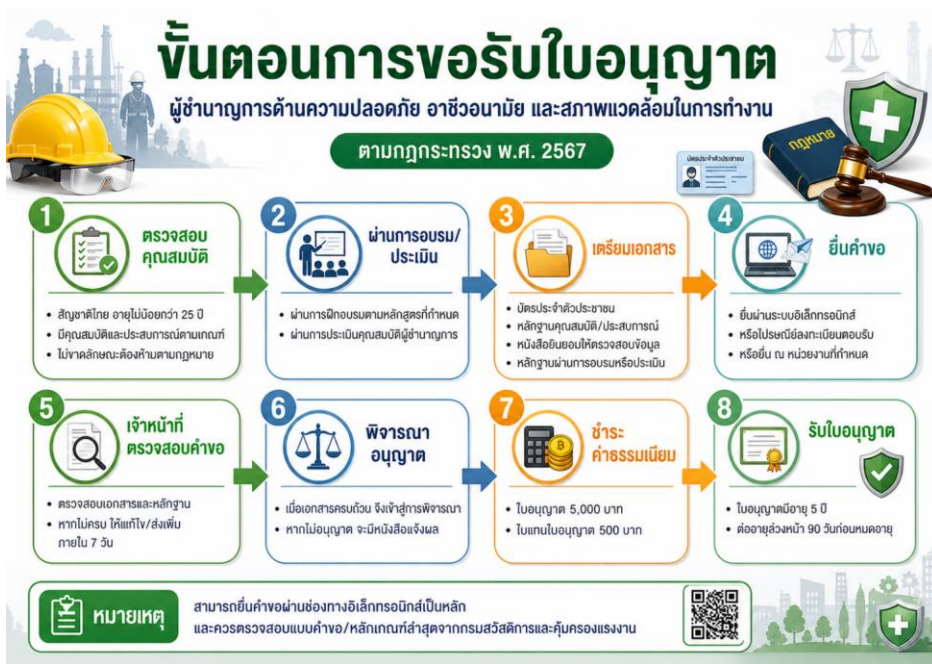 ขั้นตอนการขอรับใบอนุญาต
ผู้ชำนาญการด้านความปลอดภัย อาชีวอนามัย และสภาพแวดล้อมในการทำงาน
ตามกฎกระทรวง พ.ศ. 2567
บัตรประจำตัวประชาชน
กฎหมาย
1
ตรวจสอบ
คุณสมบัติ
• สัญชาติไทย อายุไม่น้อยกว่า 25 ปี
• มีคุณสมบัติและประสบการณ์ตามเกณฑ์
• ไม่ขาดลักษณะต้องห้ามตามกฎหมาย
2
ผ่านการอบรม/
ประเมิน
• ผ่านการฝึกอบรมตามหลักสูตรที่กำหนด
• ผ่านการประเมินคุณสมบัติผู้ชำนาญการ
3
เตรียมเอกสาร
• บัตรประจำตัวประชาชน
• หลักฐานคุณสมบัติ/ประสบการณ์
• หนังสือยินยอมให้ตรวจสอบข้อมูล
• หลักฐานผ่านการอบรมหรือประเมิน
4
ยื่นคำขอ
• ยื่นผ่านระบบอิเล็กทรอนิกส์
• หรือไปรษณีย์ลงทะเบียนตอบรับ
• หรือยื่น ณ หน่วยงานที่กำหนด
5
เจ้าหน้าที่
ตรวจสอบคำขอ
• ตรวจสอบเอกสารและหลักฐาน
• หากไม่ครบ ให้แก้ไข/ส่งเพิ่ม
ภายใน 7 วัน
6
พิจารณา
อนุญาต
• เมื่อเอกสารครบถ้วน จึงเข้าสู่การพิจารณา
• หากไม่อนุญาต จะมีหนังสือแจ้งผล
7
ชำระ
ค่าธรรมเนียม
• ใบอนุญาต 5,000 บาท
• ใบแทนใบอนุญาต 500 บาท
8
รับใบอนุญาต
• ใบอนุญาตมีอายุ 5 ปี
• ต่ออายุล่วงหน้า 90 วันก่อนหมดอายุ
หมายเหตุ
สามารถยื่นคำขอผ่านช่องทางอิเล็กทรอนิกส์เป็นหลัก
และควรตรวจสอบแบบคำขอ/หลักเกณฑ์ล่าสุดจากกรมสวัสดิการและคุ้มครองแรงงาน